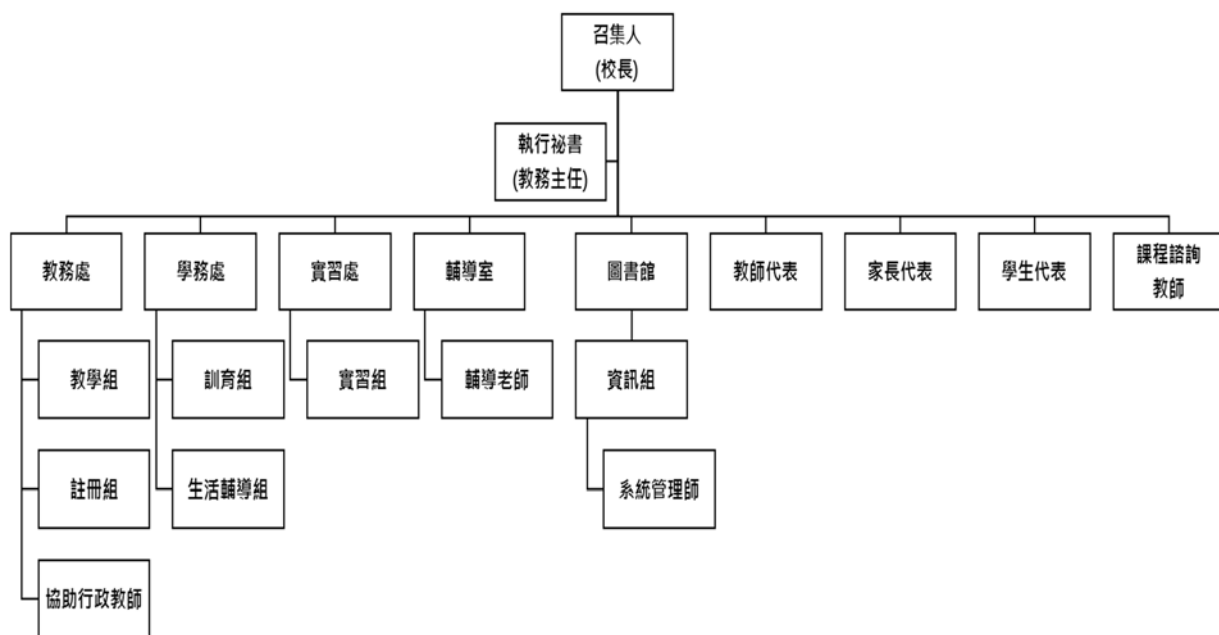 召集人
(校長)
執行祕書
(教務主任)
教務處
學務處
實習處
輔導室
圖書館
教師代表
家長代表
學生代表
課程諮詢
教師
教學組
訓育組
實習組
輔導老師
資訊組
註冊組
生活輔導組
系統管理師
協助行政教師